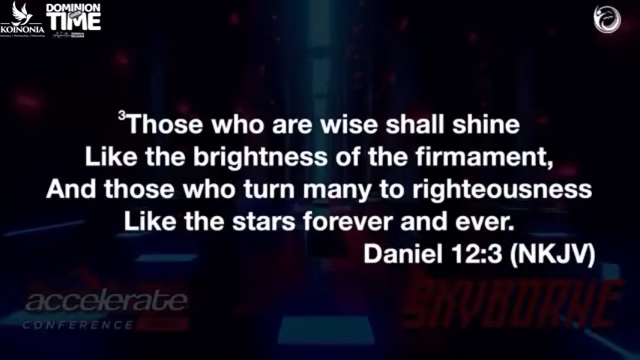 KOINONIA
DOMINION
TIME
³Those who are wise shall shine
Like the brightness of the firmament,
And those who turn many to righteousness
Like the stars forever and ever.
Daniel 12:3 (NKJV)
accelerate
CONFERENCE
SKYBORNE